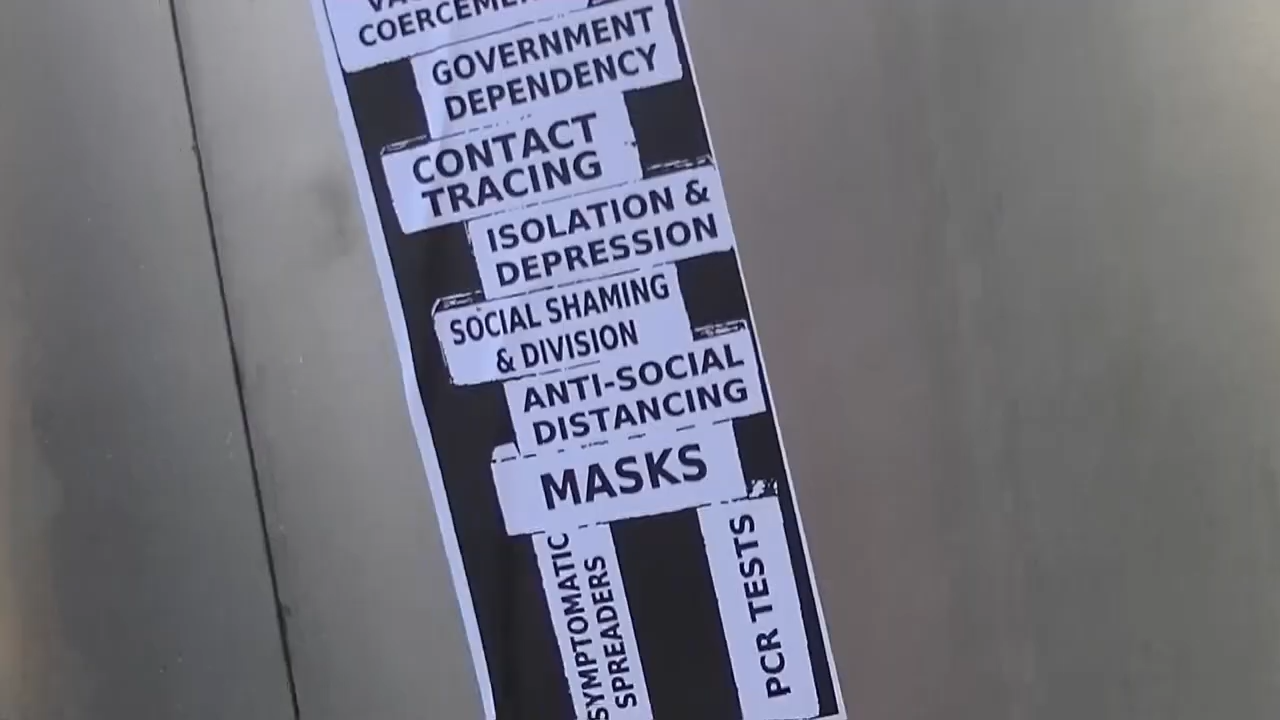 COERCEMENT
GOVERNMENT
DEPENDENCY
CONTACT
TRACING
ISOLATION &
DEPRESSION
SOCIAL SHAMING
& DIVISION
ANTI-SOCIAL
DISTANCING
MASKS
SYMPTOMATIC
SPREADERS
PCR TESTS